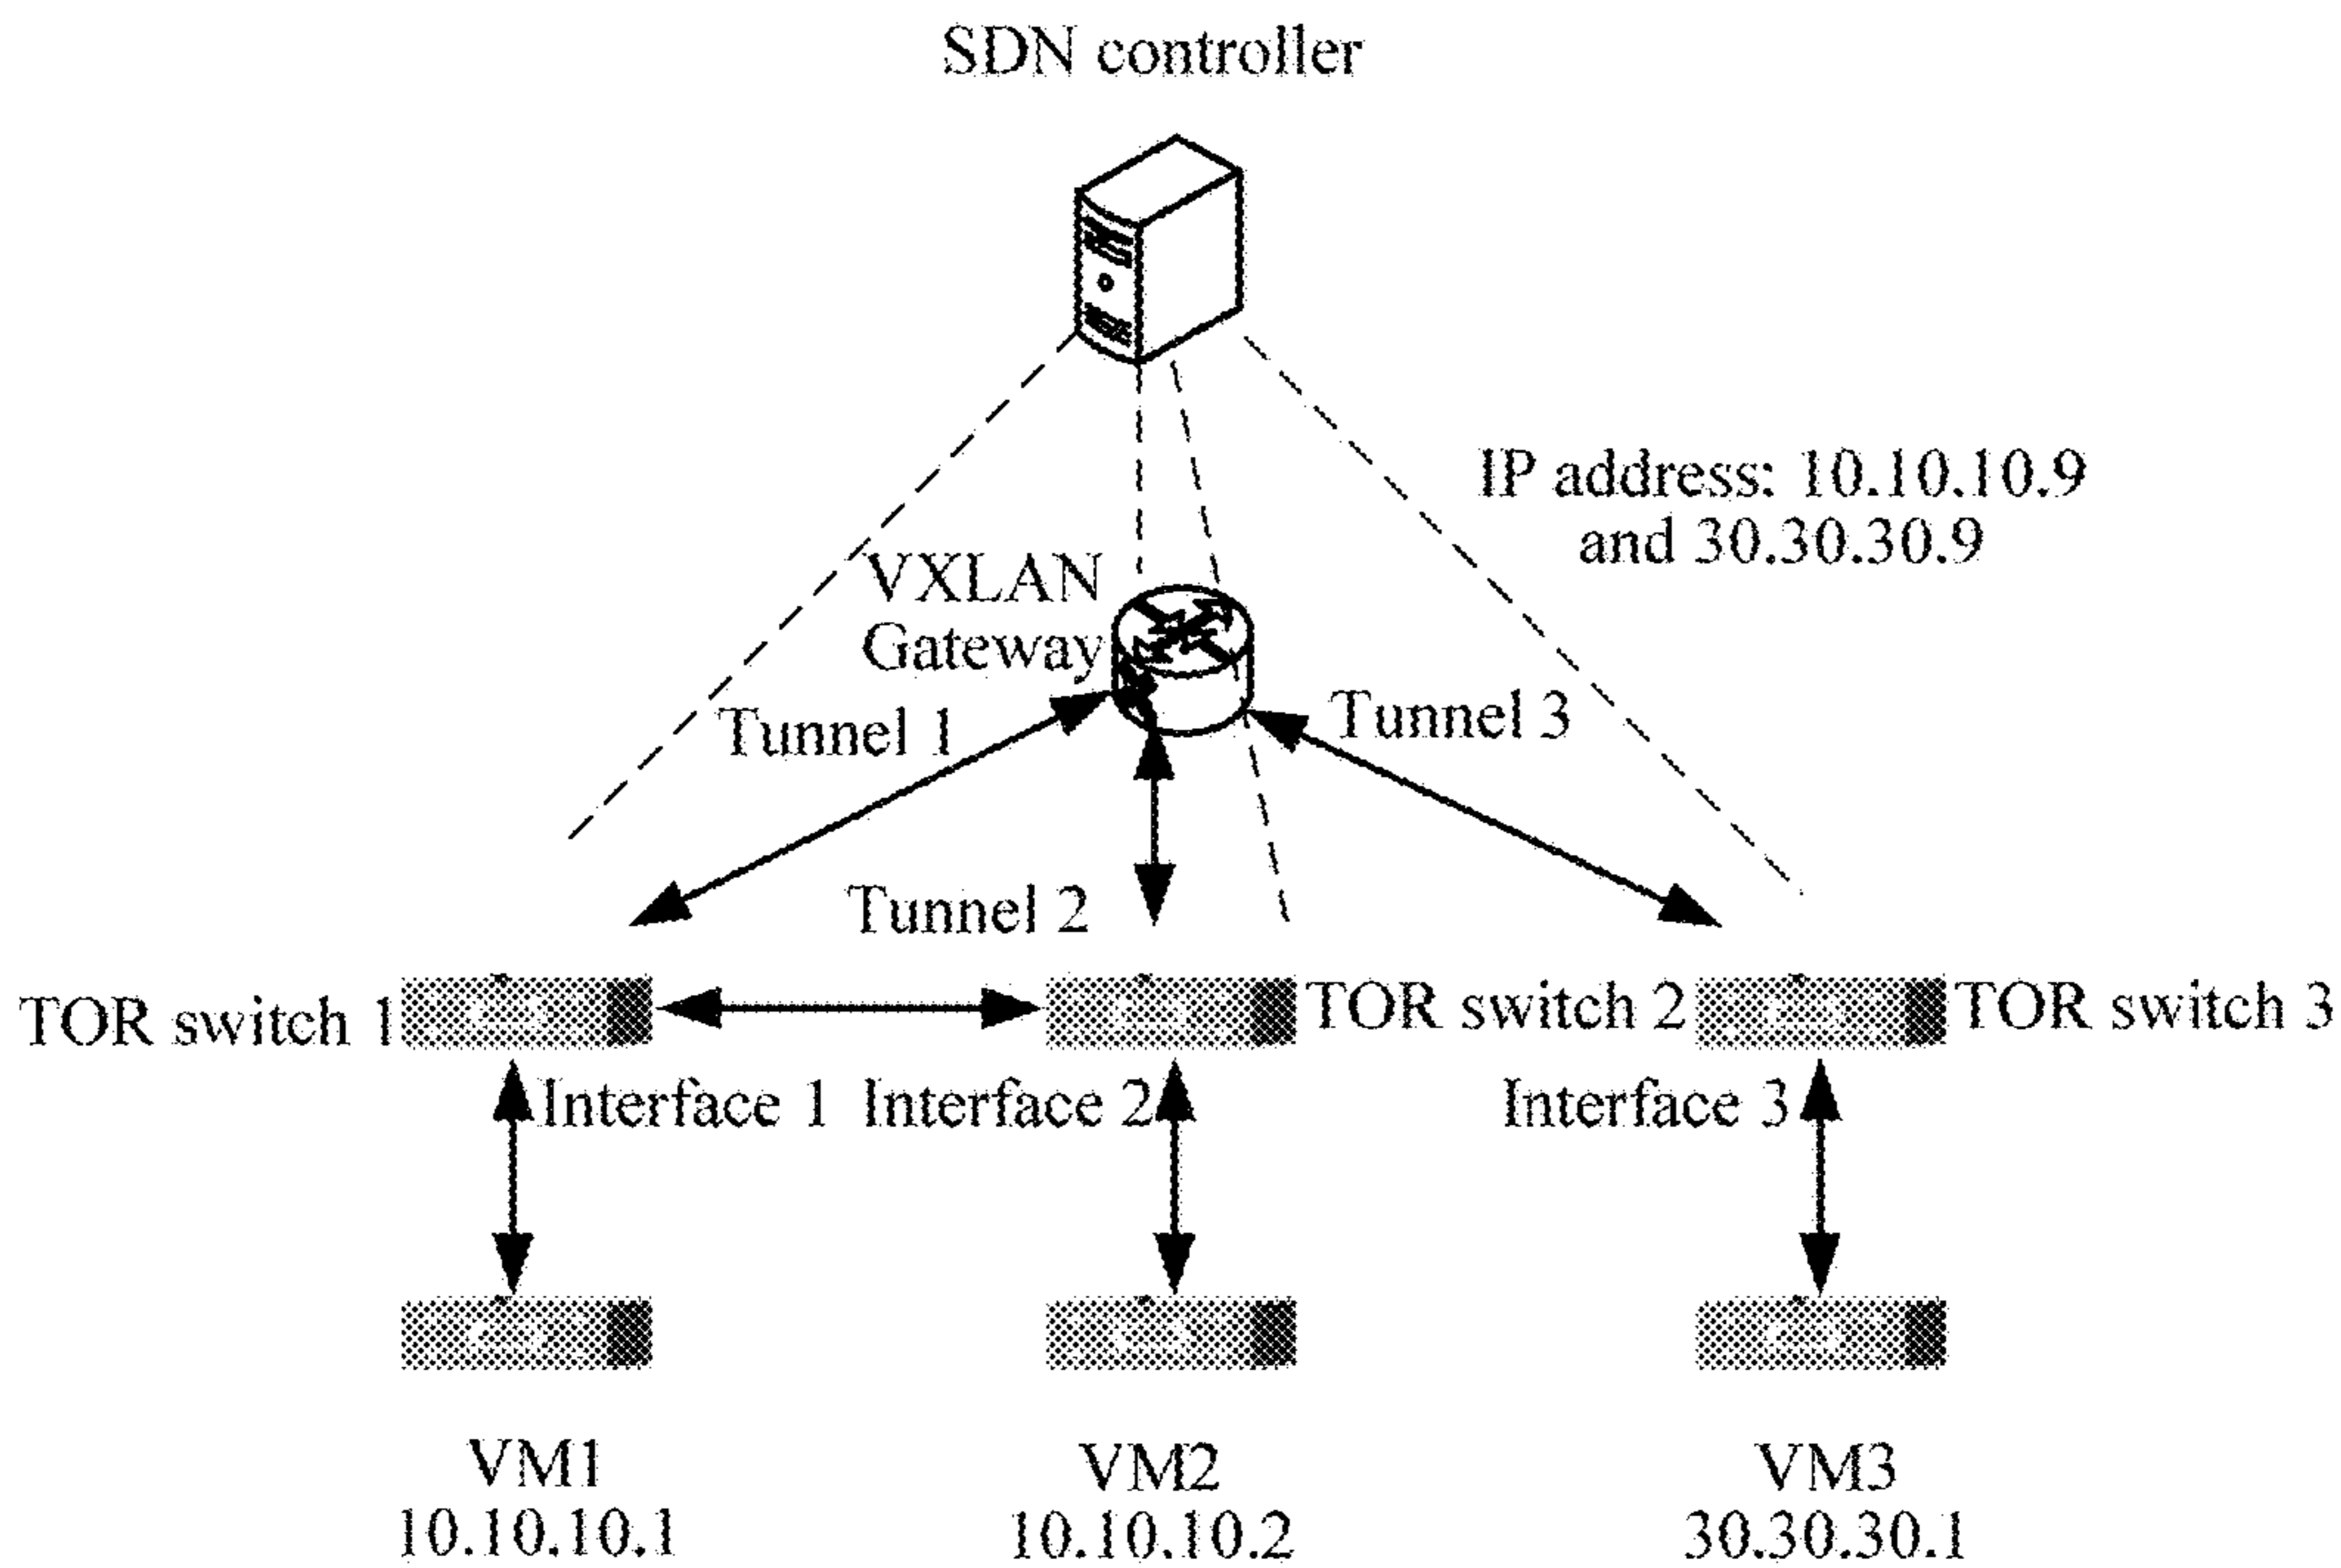 SDN controller
IP address: 10.10.10.9
and 30.30.30.9
VXLAN
Gateway
Tunnel 1
Tunnel 3
Tunnel 2
TOR switch 1
TOR switch 2
TOR switch 3
Interface 1
Interface 2
Interface 3
VM1
10.10.10.1
VM2
10.10.10.2
VM3
30.30.30.1